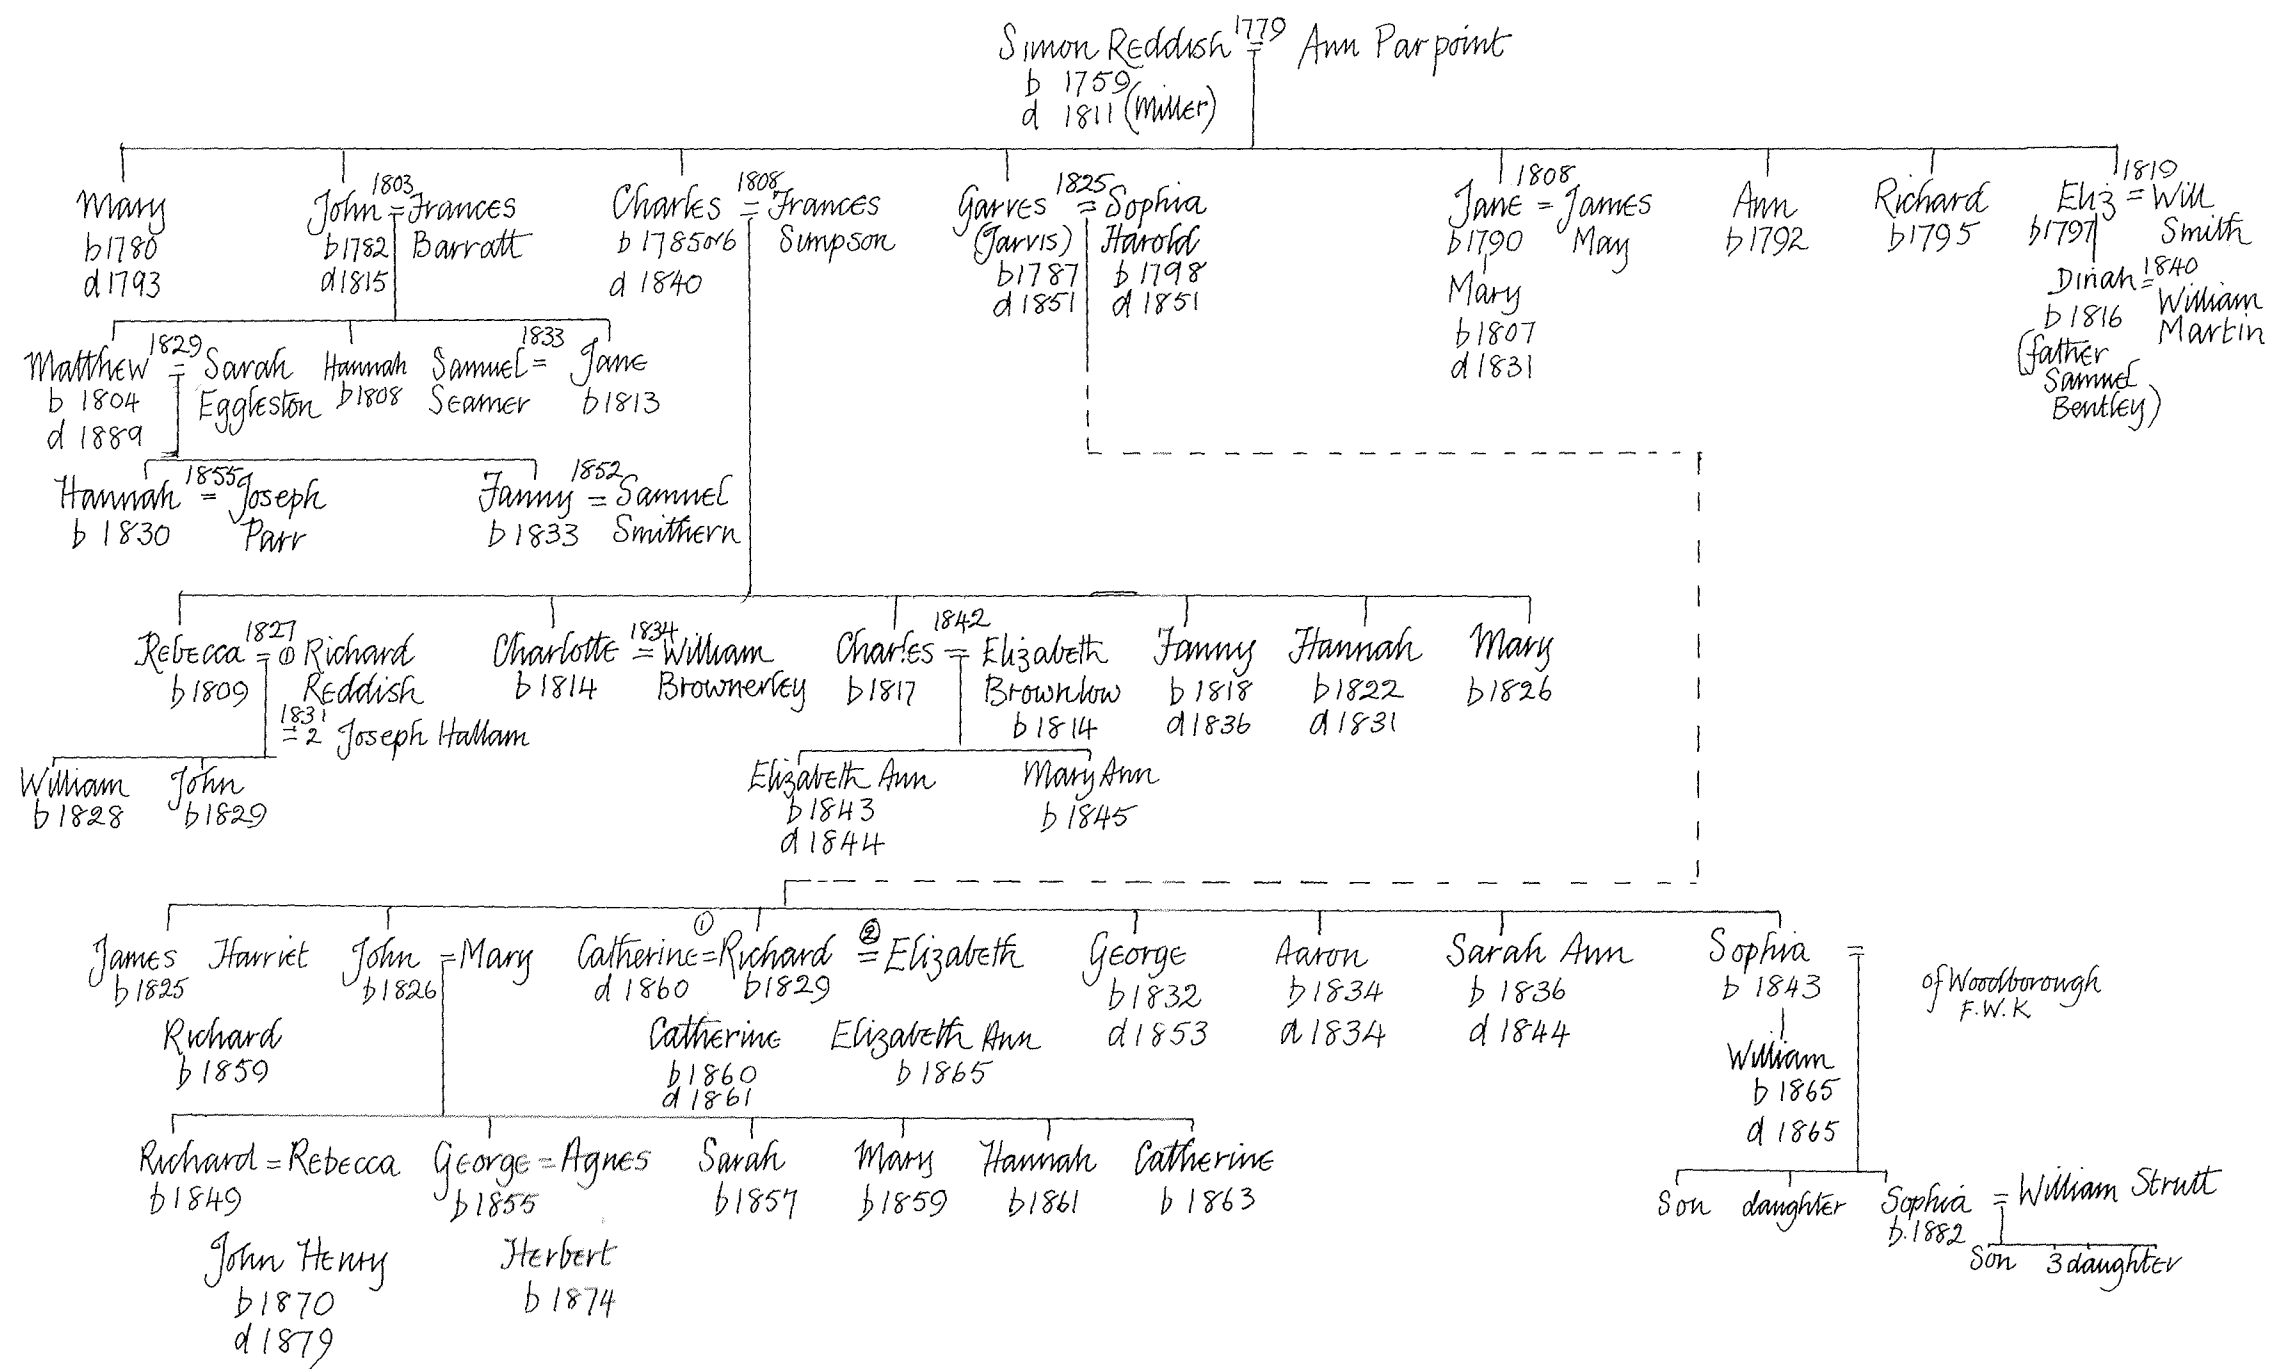 Simon Reddish 1779 = Ann Parpoint
b 1759
d 1811 (Miller)
Mary
b1780
d1793
1803
John = Frances
b1782 Barratt
d1815
1808
Charles = Frances
b 1785or6 Simpson
d 1840
1825
Garves = Sophia
(Jarvis) Harold
b1787 b 1798
d 1851 d 1851
1808
Jane = James
b1790 May
Mary
b1807
d1831
Ann
b1792
Richard
b1795
1819
Eliz = Will
b1797 Smith
Dinah = 1840
b 1816 William
Martin
(father
Samuel
Bentley)
1829
Matthew = Sarah
b 1804 Eggleston
d 1889
Hannah
b1808
1833
Samuel = Jane
Seamer b1813
1855
Hannah = Joseph
b 1830 Parr
1852
Fanny = Samuel
b1833 Smithern
1827
Rebecca = ① Richard
b1809 Reddish
1831
= 2 Joseph Hallam
1834
Charlotte = William
b1814 Brownerley
1842
Charles = Elizabeth
b1817 Brownlow
b1814
Fanny
b1818
d1836
Hannah
b1822
d1831
Mary
b1826
William
b1828
John
b1829
Elizabeth Ann
b1843
d1844
Mary Ann
b1845
James Harriet
b1825
Richard
b1859
John = Mary
b1826
① ②
Catherine = Richard = Elizabeth
d 1860 b1829
Catherine
b1860
d1861
Elizabeth Ann
b1865
George
b1832
d1853
Aaron
b1834
d1834
Sarah Ann
b 1836
d 1844
Sophia =
b 1843
of Woodborough
F.W.K
William
b 1865
d 1865
Richard = Rebecca
b1849
John Henry
b1870
d1879
George = Agnes
b1855
Herbert
b1874
Sarah
b1857
Mary
b1859
Hannah
b1861
Catherine
b 1863
Son daughter Sophia = William Strutt
b.1882
Son 3 daughter